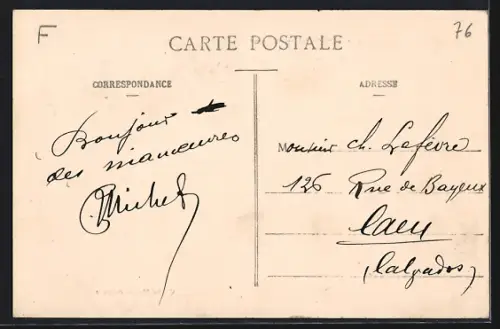 F
76
CARTE POSTALE
CORRESPONDANCE
Bonjour
des manœuvres
Michel
ADRESSE
Monsieur Ch. Lefèvre
126 Rue de Bayeux
Caen
(Calvados)